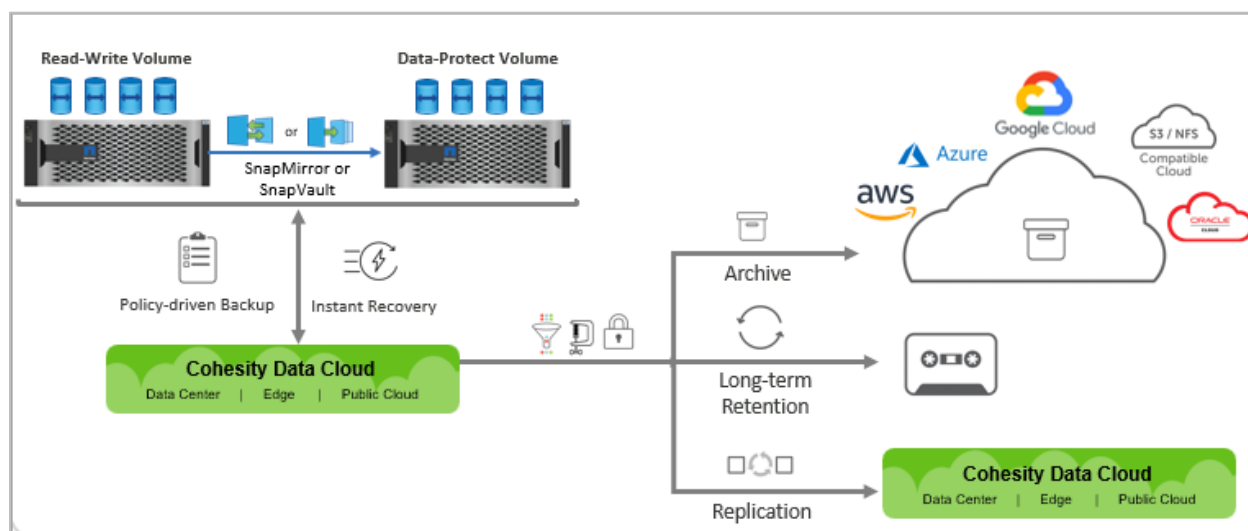 Read-Write Volume
Data-Protect Volume
or
SnapMirror or
SnapVault
Policy-driven Backup
Instant Recovery
Cohesity Data Cloud
Data Center | Edge | Public Cloud
Archive
Long-term
Retention
Replication
Google Cloud
Azure
aws
S3 / NFS
Compatible
Cloud
ORACLE
CLOUD
Cohesity Data Cloud
Data Center | Edge | Public Cloud